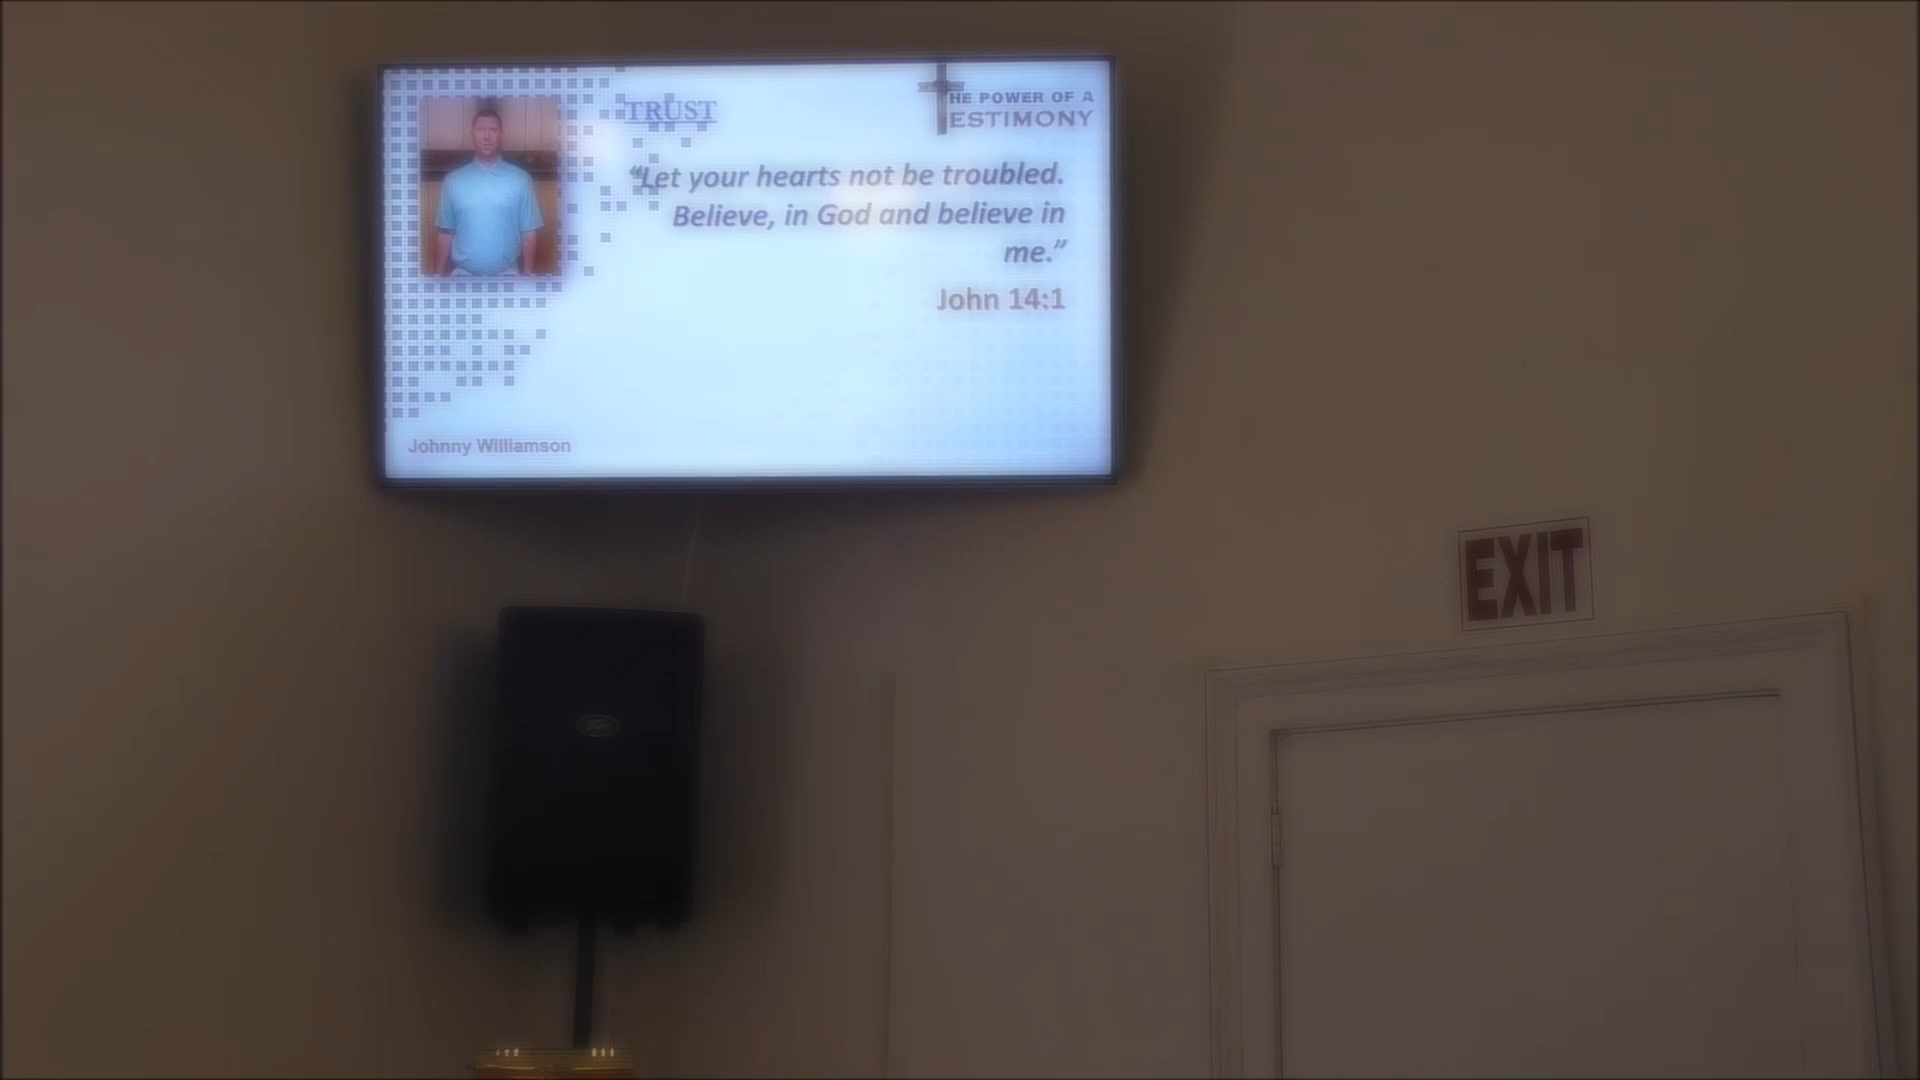 TRUST
HE POWER OF A
ESTIMONY
“Let your hearts not be troubled.
Believe, in God and believe in
me.”
John 14:1
Johnny Williamson
EXIT